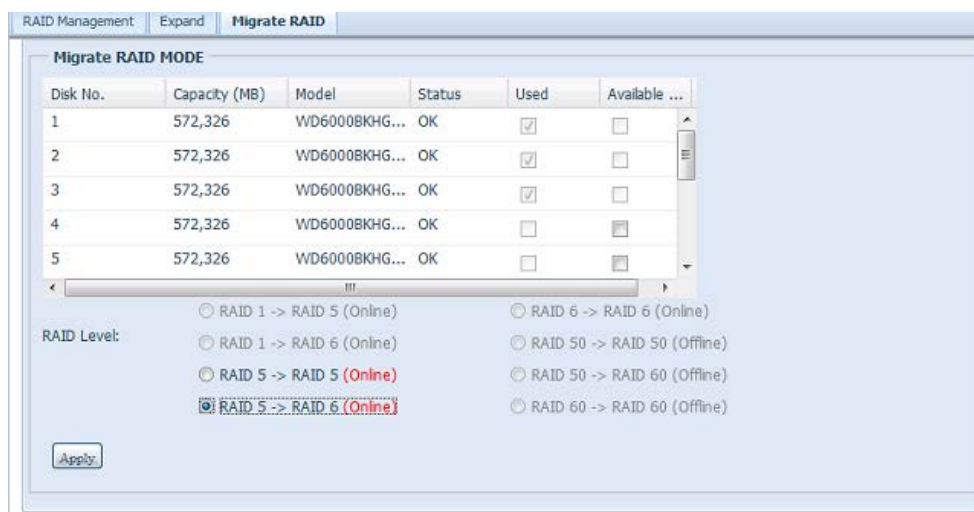 RAID Management Expand Migrate RAID
Migrate RAID MODE
Disk No. Capacity (MB) Model Status Used Available ...
1 572,326 WD6000BKHG... OK
2 572,326 WD6000BKHG... OK
3 572,326 WD6000BKHG... OK
4 572,326 WD6000BKHG... OK
5 572,326 WD6000BKHG... OK
RAID Level:
RAID 1 -> RAID 5 (Online) RAID 6 -> RAID 6 (Online)
RAID 1 -> RAID 6 (Online) RAID 50 -> RAID 50 (Offline)
RAID 5 -> RAID 5 (Online) RAID 50 -> RAID 60 (Offline)
RAID 5 -> RAID 6 (Online) RAID 60 -> RAID 60 (Offline)
Apply